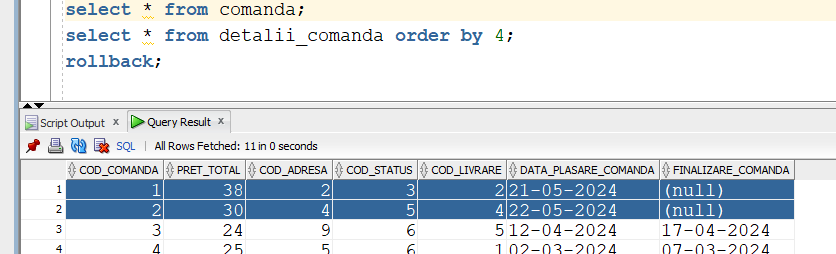 select * from comanda;
select * from detalii_comanda order by 4;
rollback;
Script Output x Query Result x
SQL | All Rows Fetched: 11 in 0 seconds
COD_COMANDA PRET_TOTAL COD_ADRESA COD_STATUS COD_LIVRARE DATA_PLASARE_COMANDA FINALIZARE_COMANDA
1 1 38 2 3 2 21-05-2024 (null)
2 2 30 4 5 4 22-05-2024 (null)
3 3 24 9 6 5 12-04-2024 17-04-2024
4 4 25 5 6 1 02-03-2024 07-03-2024